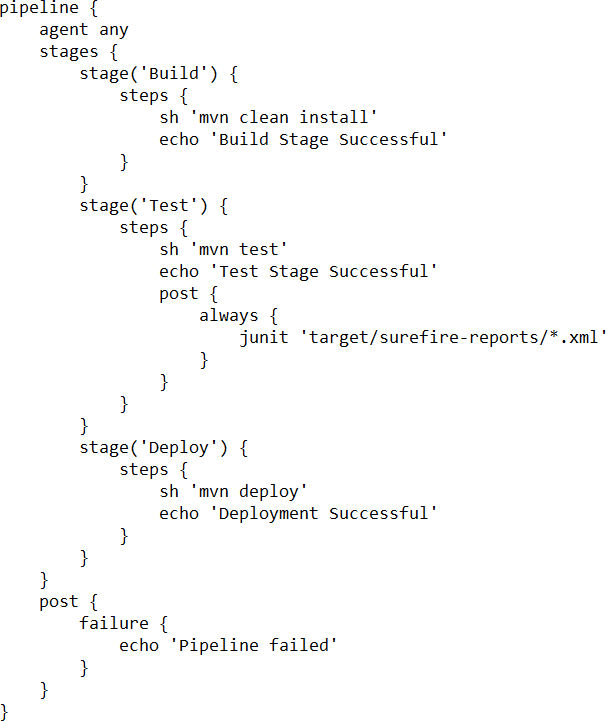 pipeline {
    agent any
    stages {
        stage('Build') {
            steps {
                sh 'mvn clean install'
                echo 'Build Stage Successful'
            }
        }
        stage('Test') {
            steps {
                sh 'mvn test'
                echo 'Test Stage Successful'
                post {
                    always {
                        junit 'target/surefire-reports/*.xml'
                    }
                }
            }
        }
        stage('Deploy') {
            steps {
                sh 'mvn deploy'
                echo 'Deployment Successful'
            }
        }
    }
    post {
        failure {
            echo 'Pipeline failed'
        }
    }
}